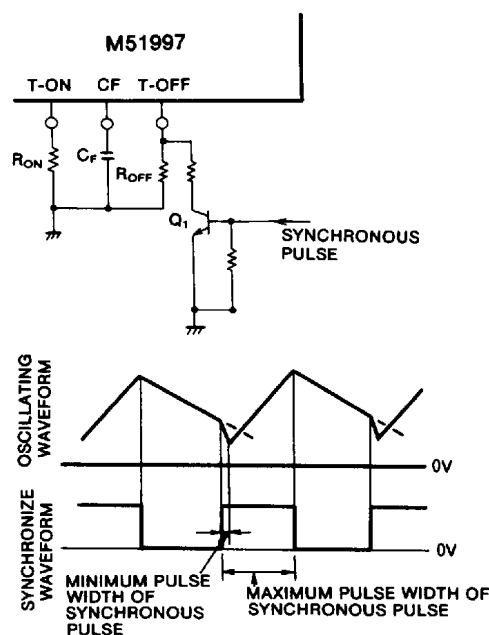 M51997
T-ON CF T-OFF
RON
CF
ROFF
Q1
SYNCHRONOUS
PULSE
OSCILLATING
WAVEFORM
0V
SYNCHRONIZE
WAVEFORM
0V
MINIMUM PULSE
WIDTH OF
SYNCHRONOUS
PULSE
MAXIMUM PULSE WIDTH OF
SYNCHRONOUS PULSE